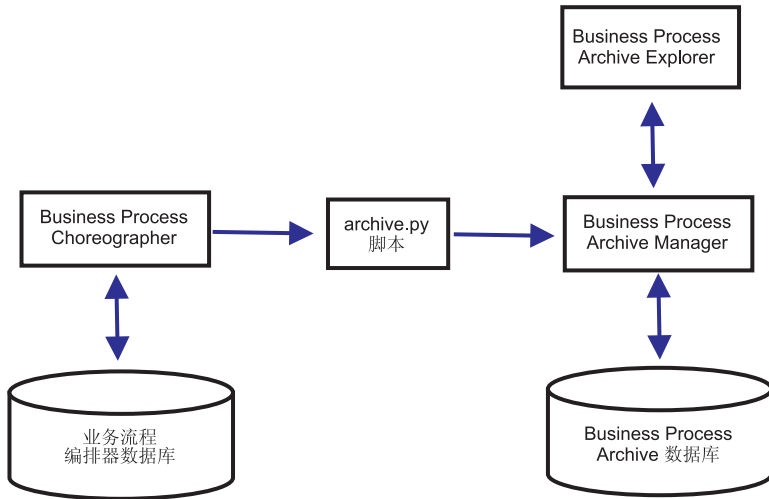 Business Process
Archive Explorer
Business Process
Choreographer
archive.py
脚本
Business Process
Archive Manager
业务流程
编排器数据库
Business Process
Archive 数据库